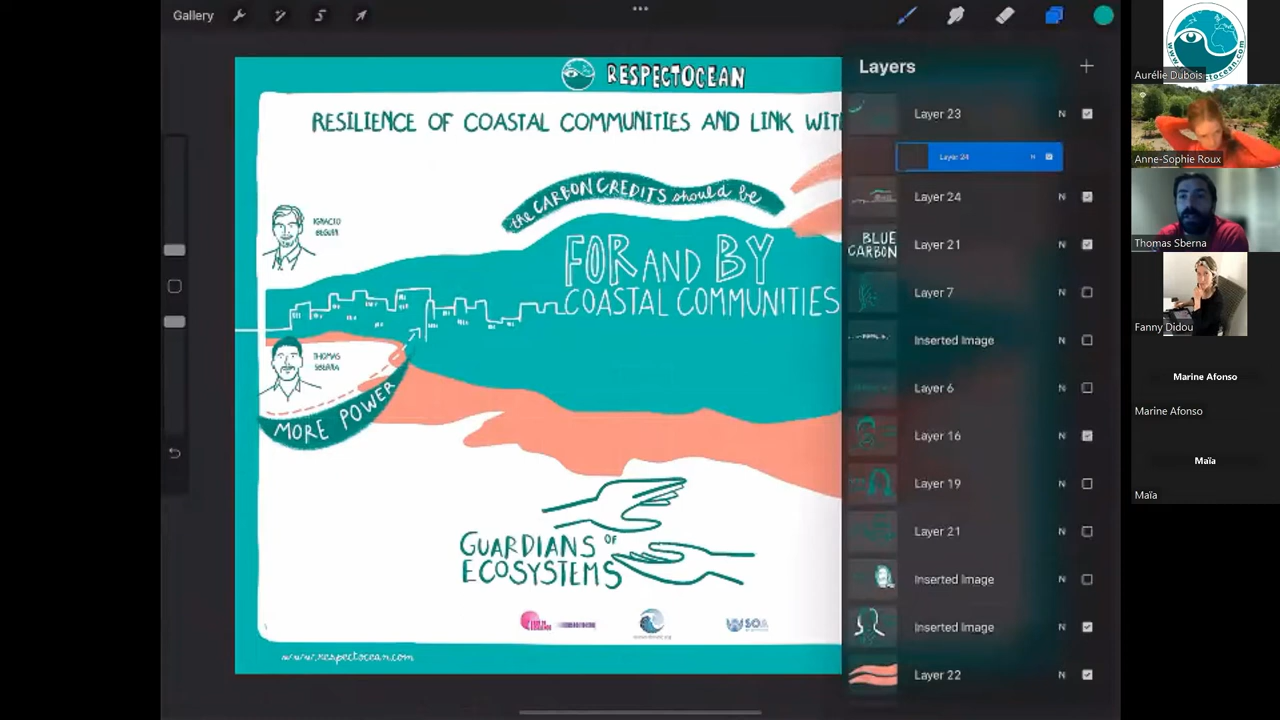 Gallery
RESPECTOCEAN
RESILIENCE OF COASTAL COMMUNITIES AND LINK WITH
the CARBON CREDITS should be
FOR AND BY
COASTAL COMMUNITIES
THOMAS
SBERNA
MORE POWER
GUARDIANS OF
ECOSYSTEMS
SOA
www.respectocean.com
Layers
Layer 23 N
Layer 24 N
Layer 24 N
BLUE
CARBON
Layer 21 N
Layer 7 N
Inserted Image N
Layer 6 N
Layer 16 N
Layer 19 N
Layer 21 N
Inserted Image N
Inserted Image N
Layer 22 N
Aurélie Dubois
Anne-Sophie Roux
Thomas Sberna
Fanny Didou
Marine Afonso
Marine Afonso
Maïa
Maïa